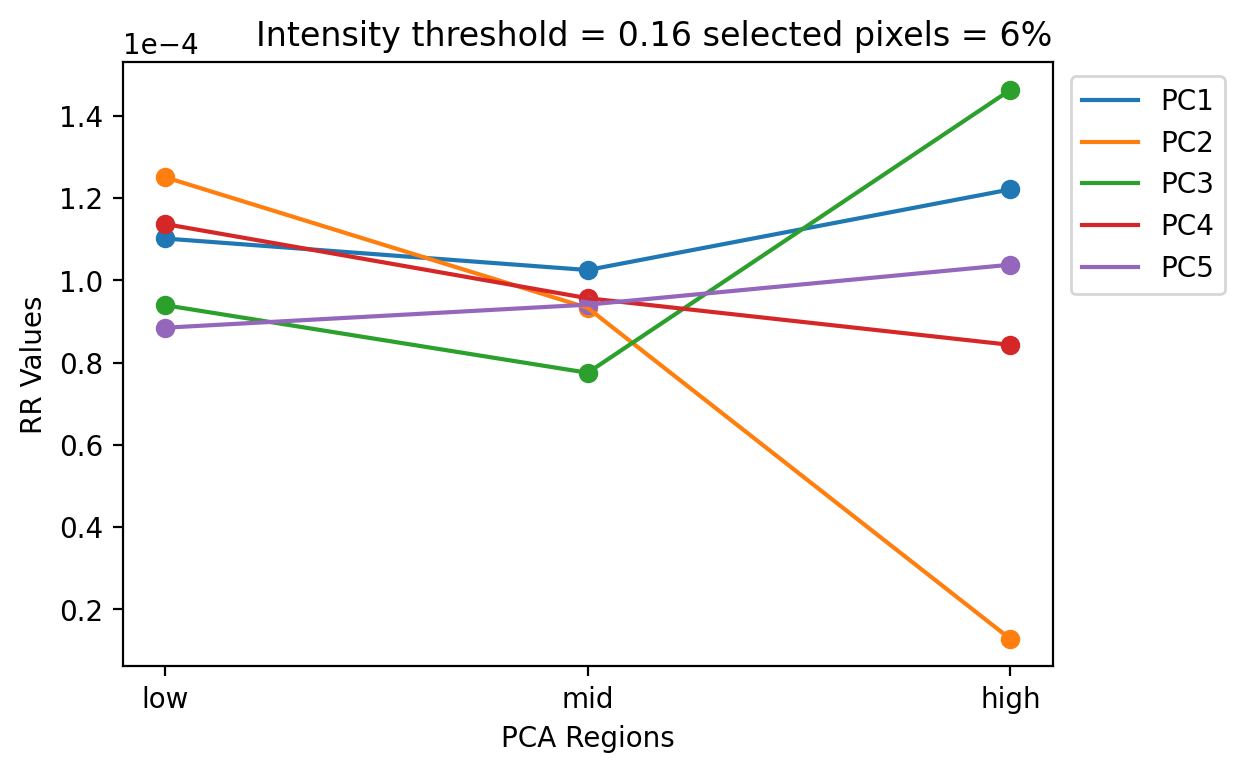 Intensity threshold = 0.16 selected pixels = 6%
1e−4
1.4
1.2
1.0
0.8
0.6
0.4
0.2
RR Values
low mid high
PCA Regions
PC1
PC2
PC3
PC4
PC5